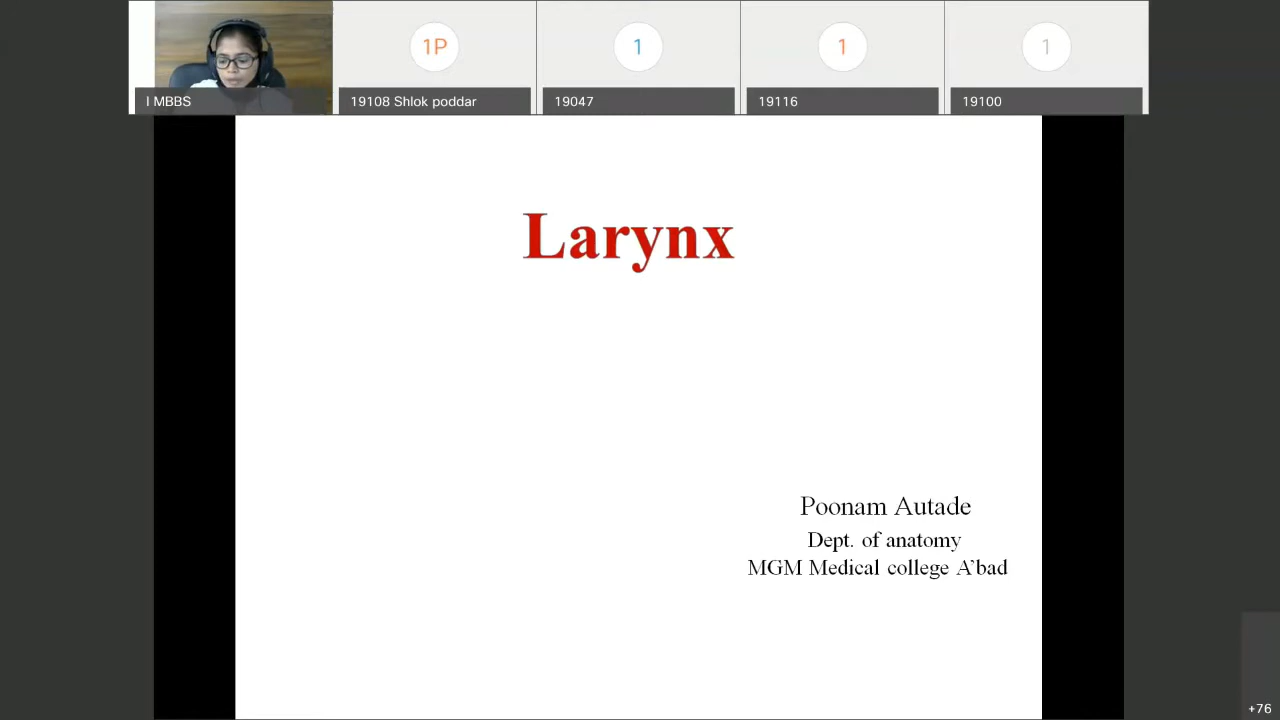 1P
1
1
1
I MBBS
19108 Shlok poddar
19047
19116
19100
Larynx
Poonam Autade
Dept. of anatomy
MGM Medical college A'bad
+76